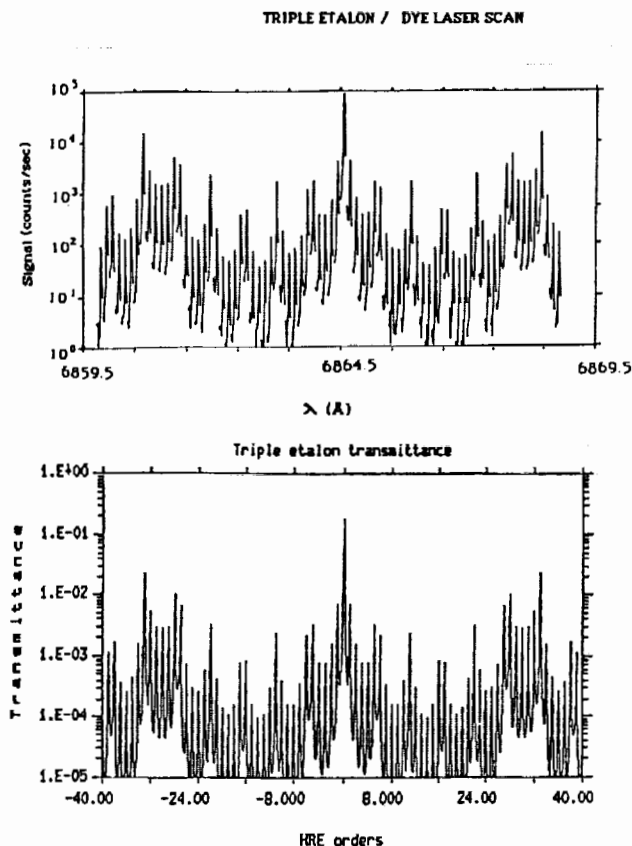 TRIPLE ETALON / DYE LASER SCAN
10⁵
10⁴
10³
10²
10¹
10⁰
Signal (counts/sec)
6859.5 6864.5 6869.5
λ (Å)
Triple etalon transmittance
1.E+00
1.E-01
1.E-02
1.E-03
1.E-04
1.E-05
Transmittance
-40.00 -24.00 -8.000 8.000 24.00 40.00
HRE orders